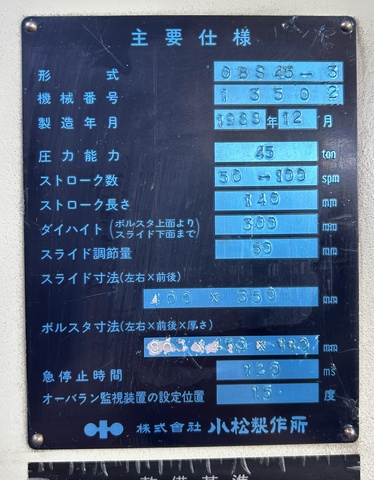 主要仕様
形式 OBS45-3
機械番号 13502
製造年月 1989年12月
圧力能力 45 ton
ストローク数 50-100 spm
ストローク長さ 140 mm
ダイハイト(ボルスタ上面よりスライド下面まで) 300 mm
スライド調節量 80 mm
スライド寸法(左右×前後)
400×350 mm
ボルスタ寸法(左右×前後×厚さ)
mm
急停止時間 120 ms
オーバラン監視装置の設定位置 15 度
株式會社 小松製作所
整備基準